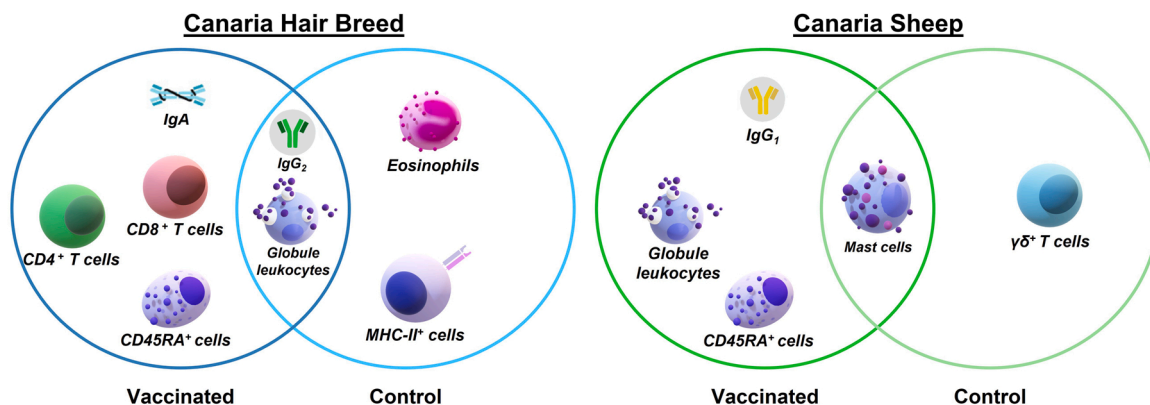 Canaria Hair Breed
Canaria Sheep
IgA
IgG₂
Eosinophils
CD8⁺ T cells
CD4⁺ T cells
Globule
leukocytes
CD45RA⁺ cells
MHC-II⁺ cells
Vaccinated
Control
IgG₁
Globule
leukocytes
Mast cells
γδ⁺ T cells
CD45RA⁺ cells
Vaccinated
Control